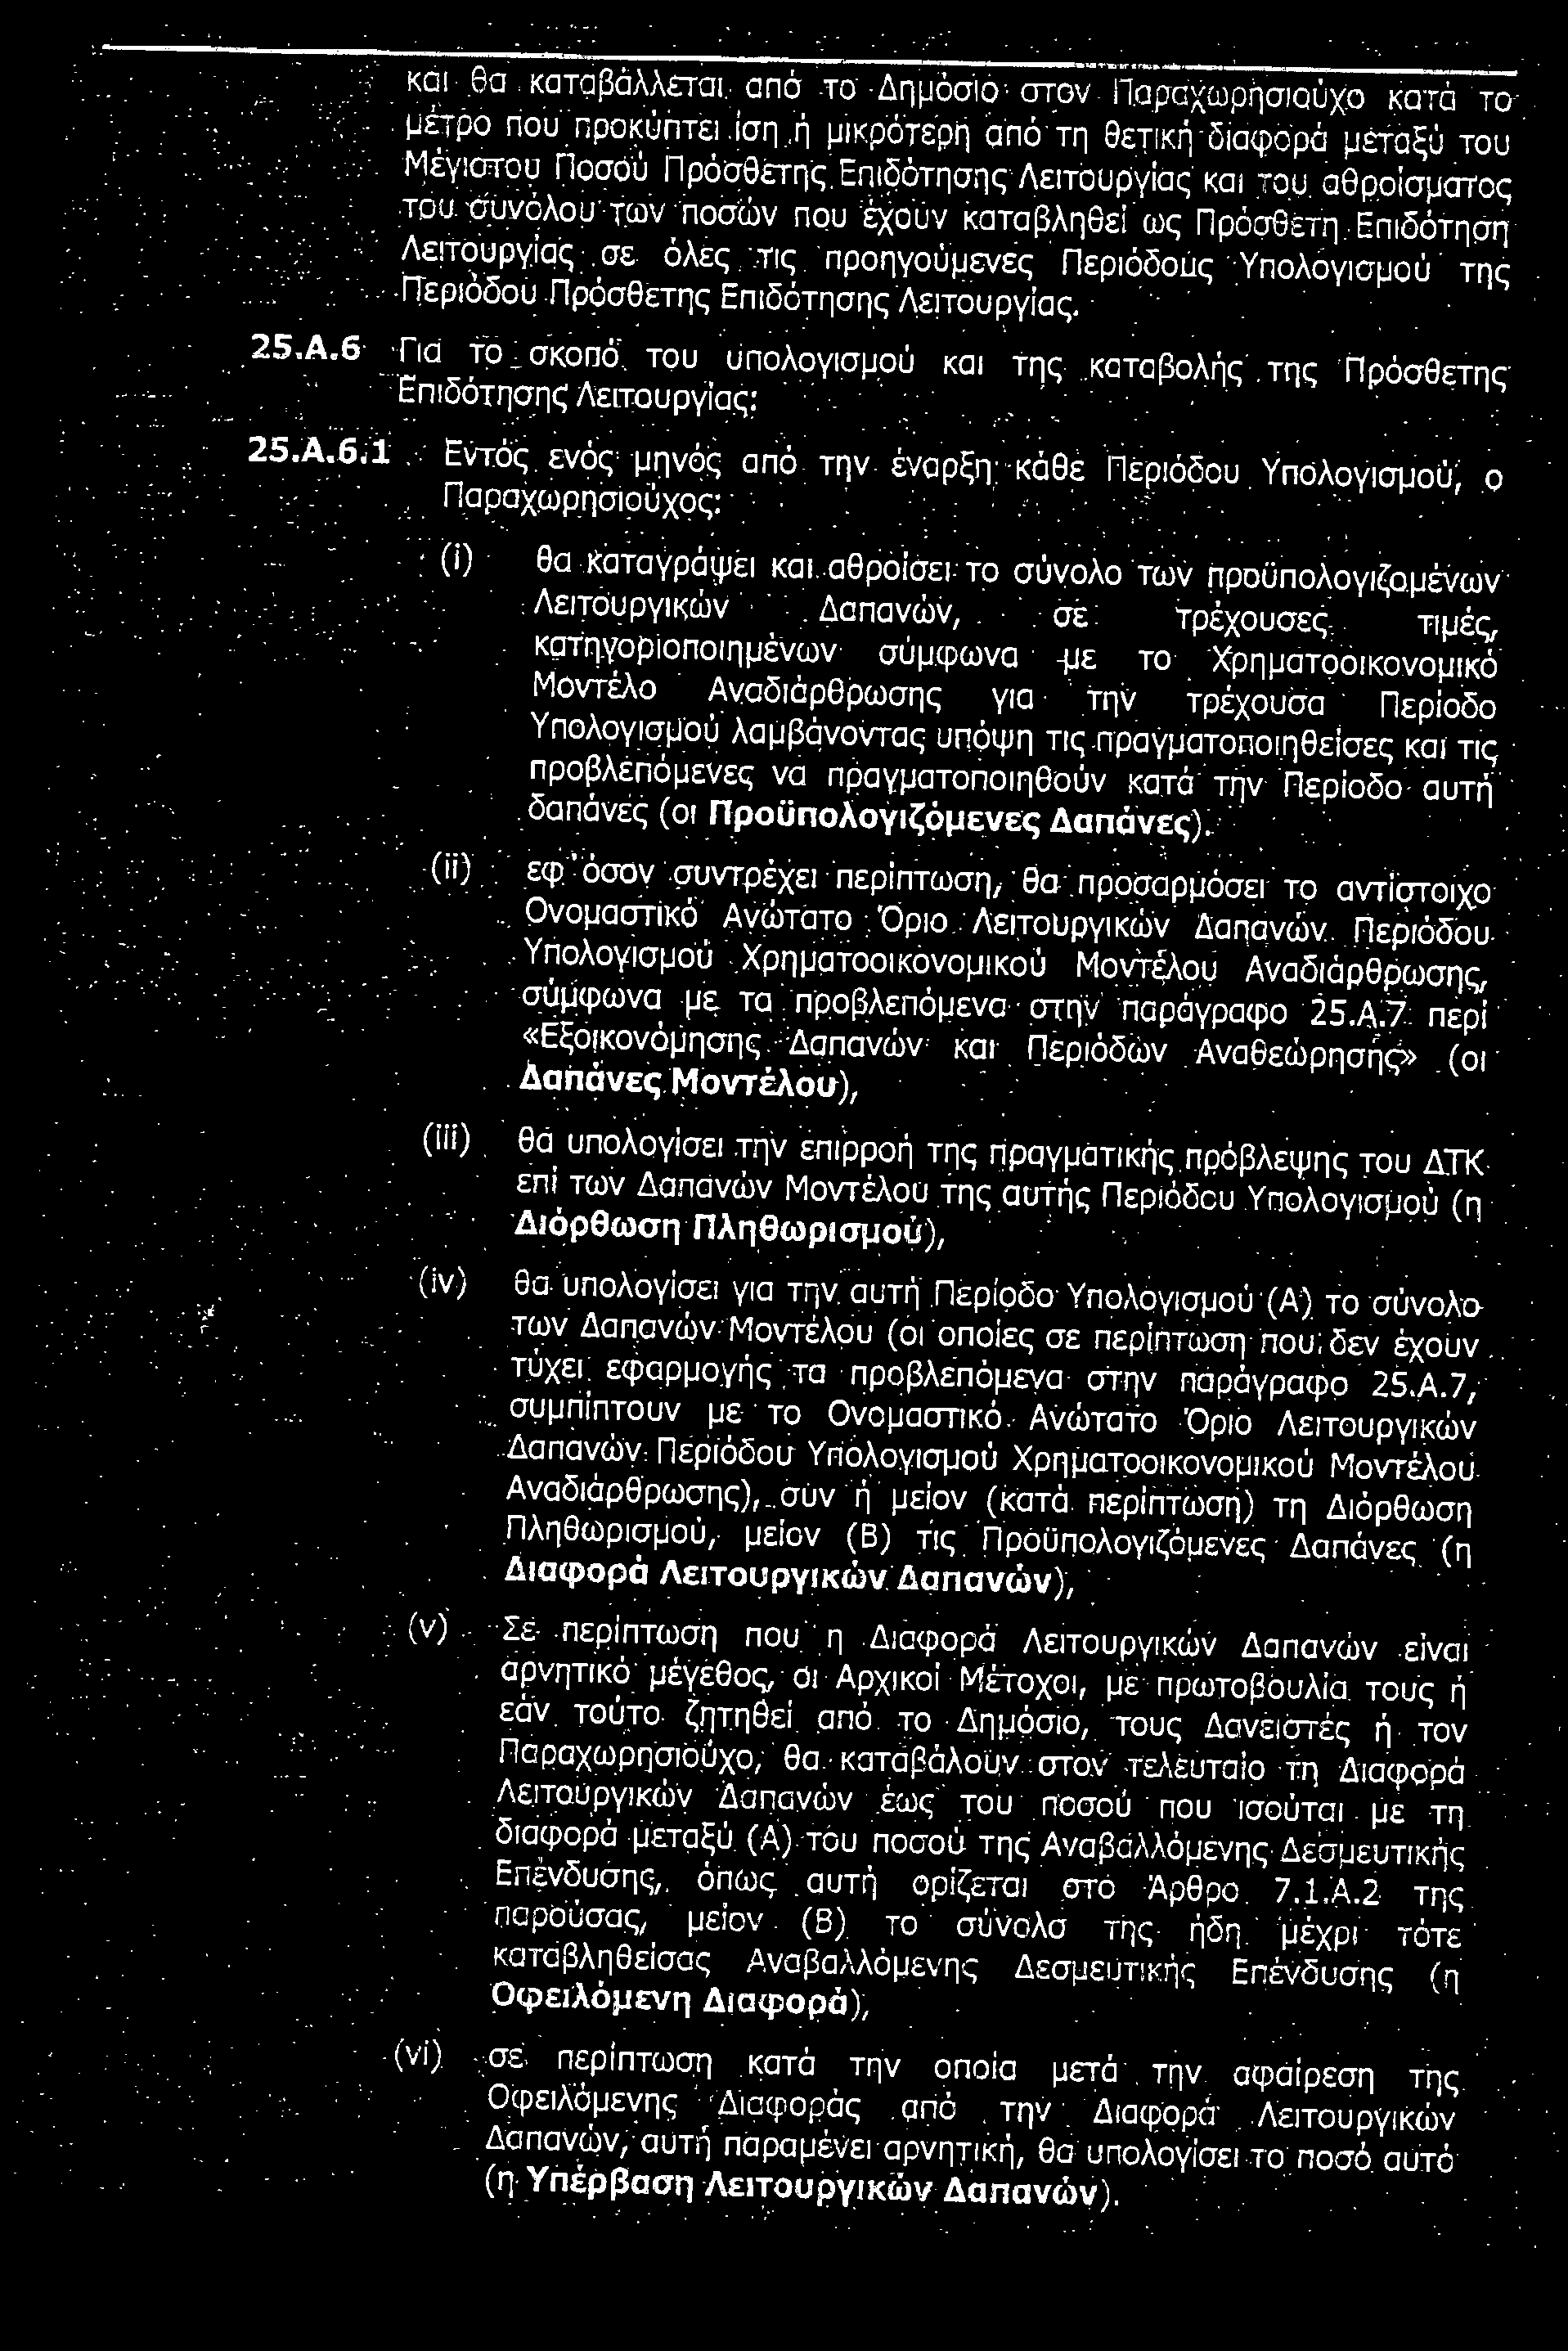 και θα καταβάλλεται από το Δημόσιο στον Παραχωρησιούχο κατά το
μέτρο που προκύπτει ίση ή μικρότερη από τη θετική διαφορά μεταξύ του
Μέγιστου Ποσού Πρόσθετης Επιδότησης Λειτουργίας και του αθροίσματος
του συνόλου των ποσών που έχουν καταβληθεί ως Πρόσθετη Επιδότηση
Λειτουργίας σε όλες τις προηγούμενες Περιόδους Υπολογισμού της
Περιόδου Πρόσθετης Επιδότησης Λειτουργίας.
25.Α.6 Για το σκοπό του υπολογισμού και της καταβολής της Πρόσθετης
Επιδότησης Λειτουργίας:
25.Α.6.1 Εντός ενός μηνός από την έναρξη κάθε Περιόδου Υπολογισμού, ο
Παραχωρησιούχος:
(i) θα καταγράψει και αθροίσει το σύνολο των προϋπολογιζομένων
Λειτουργικών Δαπανών, σε τρέχουσες τιμές,
κατηγοριοποιημένων σύμφωνα με το Χρηματοοικονομικό
Μοντέλο Αναδιάρθρωσης για την τρέχουσα Περίοδο
Υπολογισμού λαμβάνοντας υπόψη τις πραγματοποιηθείσες και τις
προβλεπόμενες να πραγματοποιηθούν κατά την Περίοδο αυτή
δαπάνες (οι Προϋπολογιζόμενες Δαπάνες).
(ii) εφ' όσον συντρέχει περίπτωση, θα προσαρμόσει το αντίστοιχο
Ονομαστικό Ανώτατο Όριο Λειτουργικών Δαπανών Περιόδου
Υπολογισμού Χρηματοοικονομικού Μοντέλου Αναδιάρθρωσης,
σύμφωνα με τα προβλεπόμενα στην παράγραφο 25.Α.7 περί
«Εξοικονόμησης Δαπανών και Περιόδων Αναθεώρησης» (οι
Δαπάνες Μοντέλου),
(iii) θα υπολογίσει την επιρροή της πραγματικής πρόβλεψης του ΔΤΚ
επί των Δαπανών Μοντέλου της αυτής Περιόδου Υπολογισμού (η
Διόρθωση Πληθωρισμού),
(iv) θα υπολογίσει για την αυτή Περίοδο Υπολογισμού (Α) το σύνολο
των Δαπανών Μοντέλου (οι οποίες σε περίπτωση που δεν έχουν
τύχει εφαρμογής τα προβλεπόμενα στην παράγραφο 25.Α.7,
συμπίπτουν με το Ονομαστικό Ανώτατο Όριο Λειτουργικών
Δαπανών Περιόδου Υπολογισμού Χρηματοοικονομικού Μοντέλου
Αναδιάρθρωσης), συν ή μείον (κατά περίπτωση) τη Διόρθωση
Πληθωρισμού, μείον (Β) τις Προϋπολογιζόμενες Δαπάνες (η
Διαφορά Λειτουργικών Δαπανών),
(v) Σε περίπτωση που η Διαφορά Λειτουργικών Δαπανών είναι
αρνητικό μέγεθος, οι Αρχικοί Μέτοχοι, με πρωτοβουλία τους ή
εάν τούτο ζητηθεί από το Δημόσιο, τους Δανειστές ή τον
Παραχωρησιούχο, θα καταβάλουν στον τελευταίο τη Διαφορά
Λειτουργικών Δαπανών έως του ποσού που ισούται με τη
διαφορά μεταξύ (Α) του ποσού της Αναβαλλόμενης Δεσμευτικής
Επένδυσης, όπως αυτή ορίζεται στο Άρθρο 7.1.Α.2 της
παρούσας, μείον (Β) το σύνολο της ήδη μέχρι τότε
καταβληθείσας Αναβαλλόμενης Δεσμευτικής Επένδυσης (η
Οφειλόμενη Διαφορά),
(vi) σε περίπτωση κατά την οποία μετά την αφαίρεση της
Οφειλόμενης Διαφοράς από την Διαφορά Λειτουργικών
Δαπανών, αυτή παραμένει αρνητική, θα υπολογίσει το ποσό αυτό
(η Υπέρβαση Λειτουργικών Δαπανών).